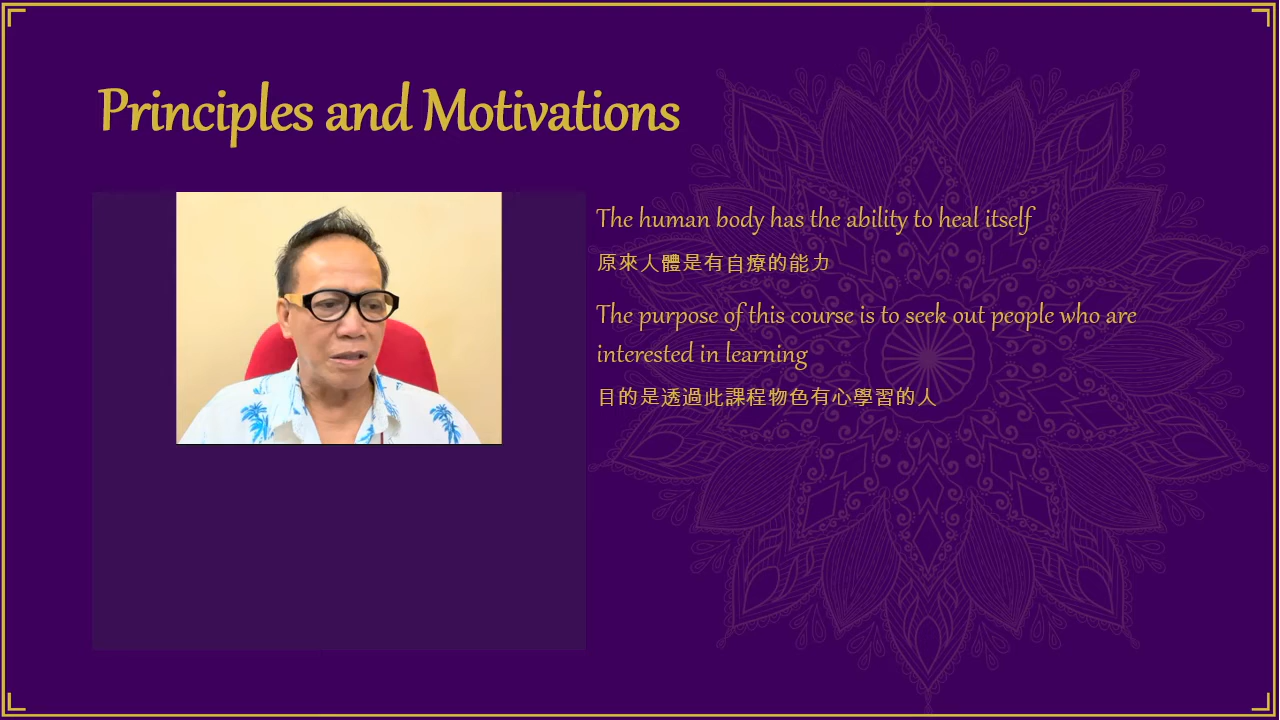 Principles and Motivations
The human body has the ability to heal itself
原來人體是有自療的能力
The purpose of this course is to seek out people who are
interested in learning
目的是透過此課程物色有心學習的人